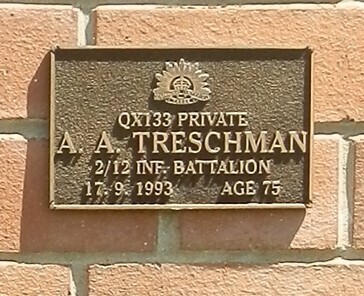 QX133 PRIVATE
A. A. TRESCHMAN
2/12 INF. BATTALION
17. 9. 1993 AGE 75